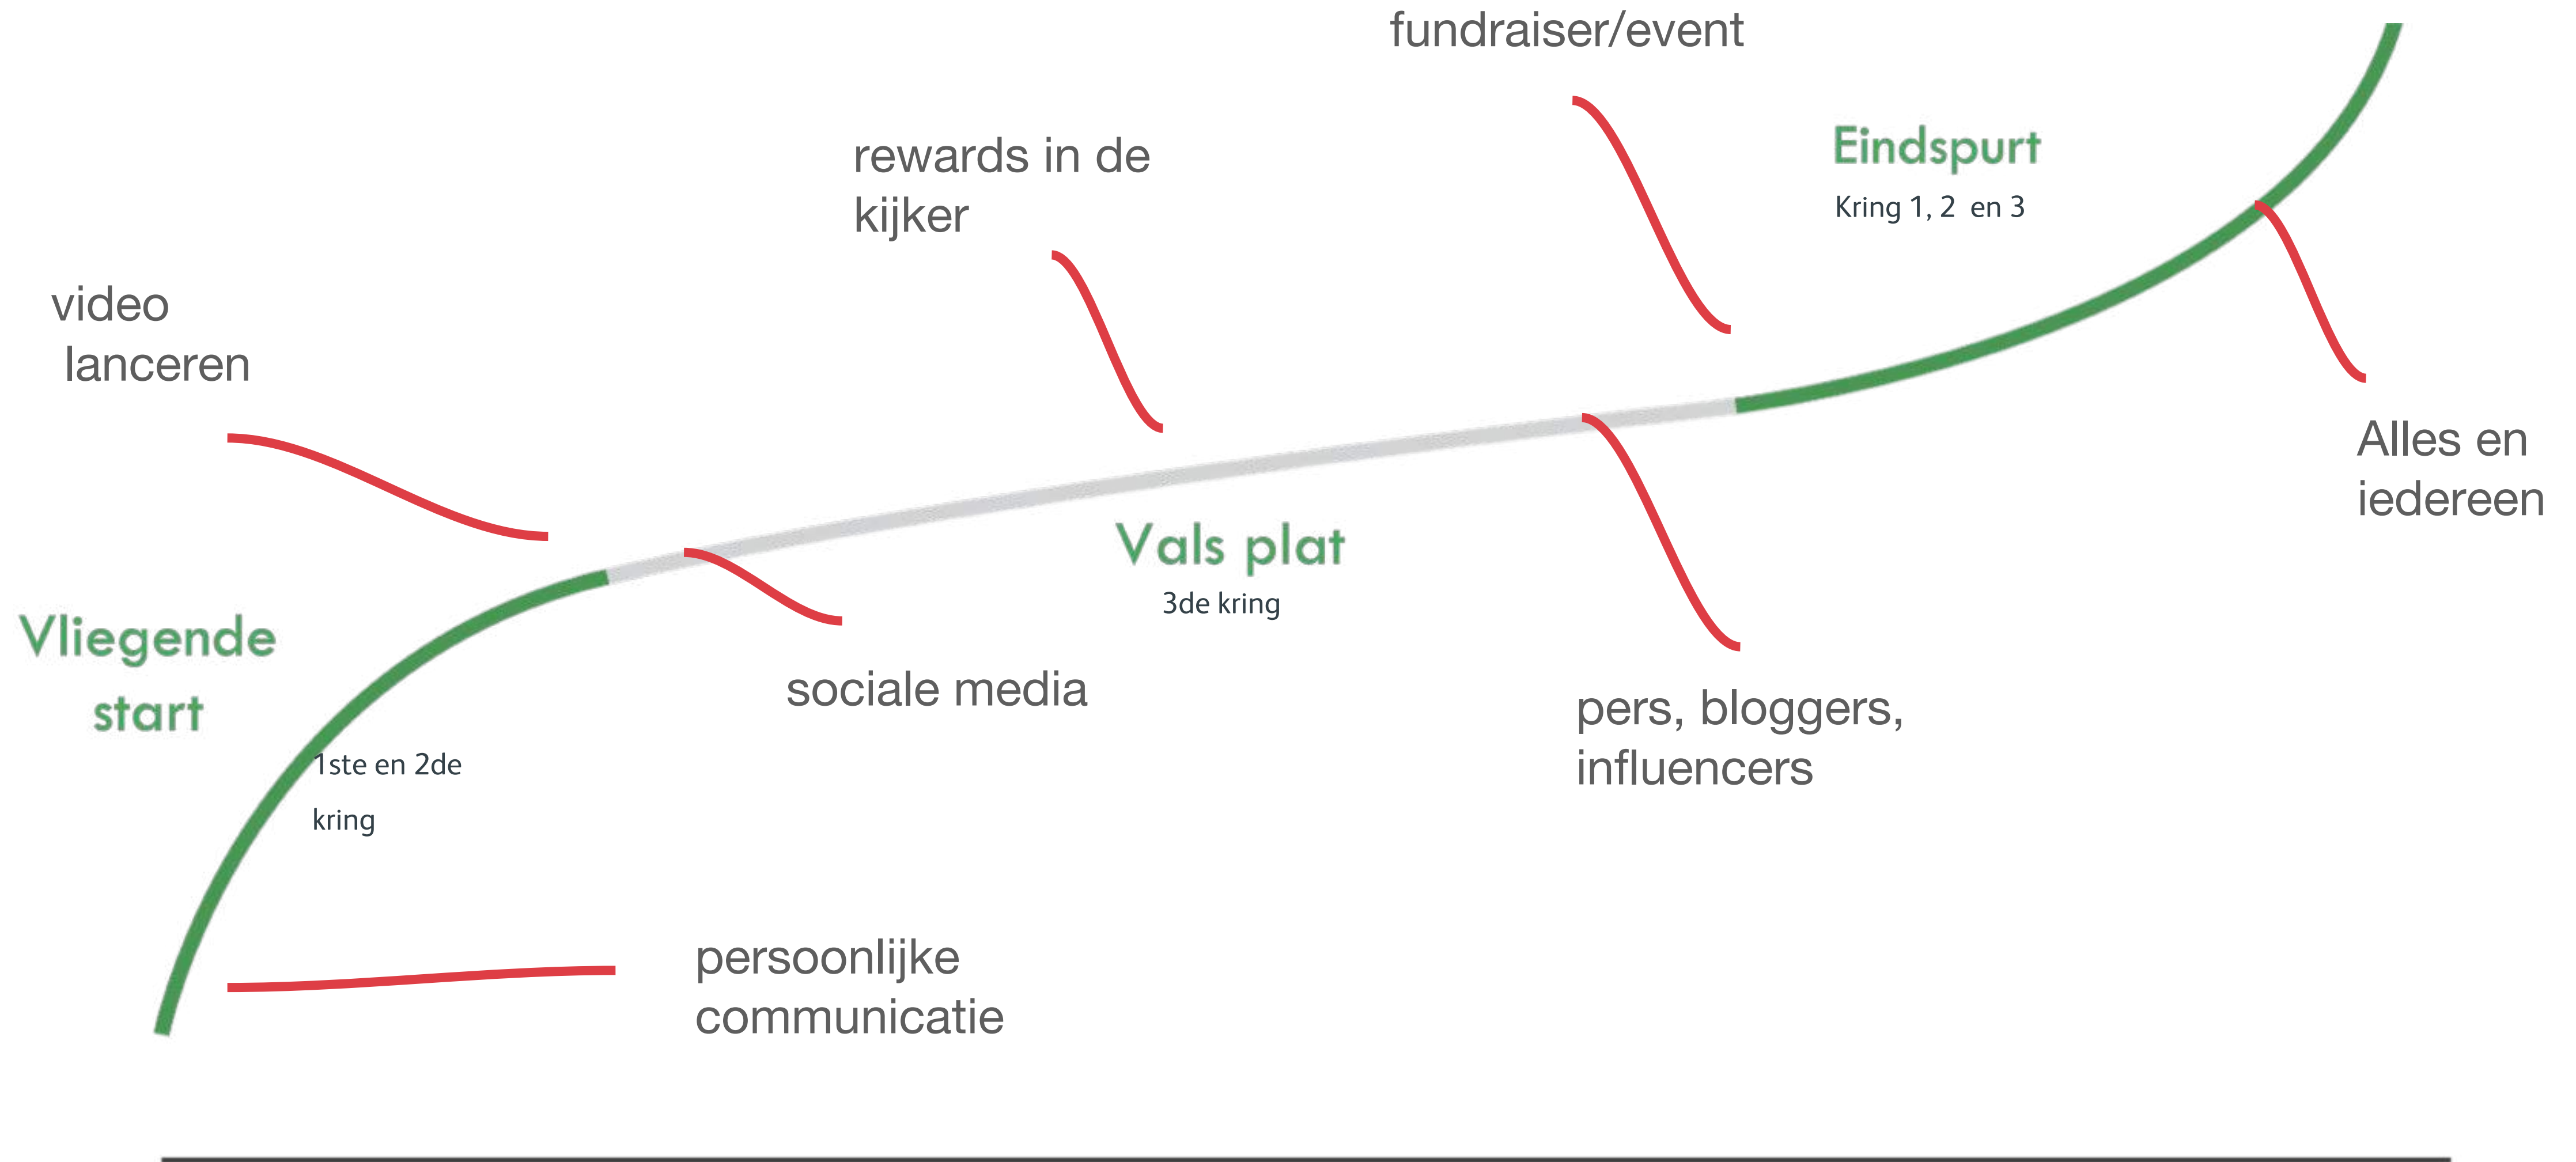 fundraiser/event
rewards in de
kijker
Eindspurt
Kring 1, 2 en 3
video
lanceren
Alles en
iedereen
Vals plat
3de kring
Vliegende
start
sociale media
pers, bloggers,
influencers
1ste en 2de
kring
persoonlijke
communicatie